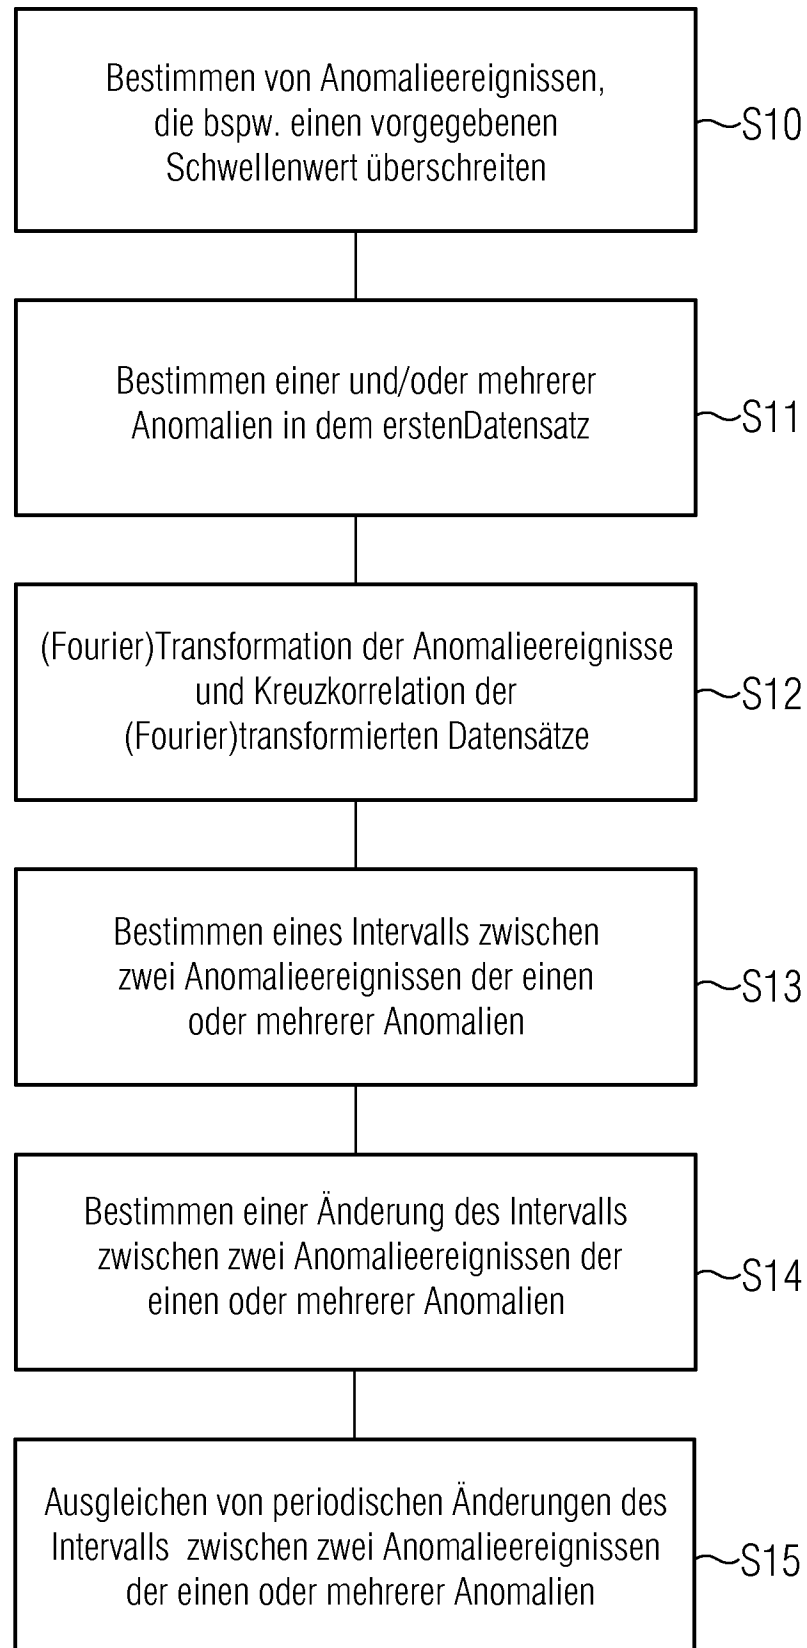 Bestimmen von Anomalieereignissen,
die bspw. einen vorgegebenen
Schwellenwert überschreiten
S10
Bestimmen einer und/oder mehrerer
Anomalien in dem erstenDatensatz
S11
(Fourier)Transformation der Anomalieereignisse
und Kreuzkorrelation der
(Fourier)transformierten Datensätze
S12
Bestimmen eines Intervalls zwischen
zwei Anomalieereignissen der einen
oder mehrerer Anomalien
S13
Bestimmen einer Änderung des Intervalls
zwischen zwei Anomalieereignissen der
einen oder mehrerer Anomalien
S14
Ausgleichen von periodischen Änderungen des
Intervalls zwischen zwei Anomalieereignissen
der einen oder mehrerer Anomalien
S15